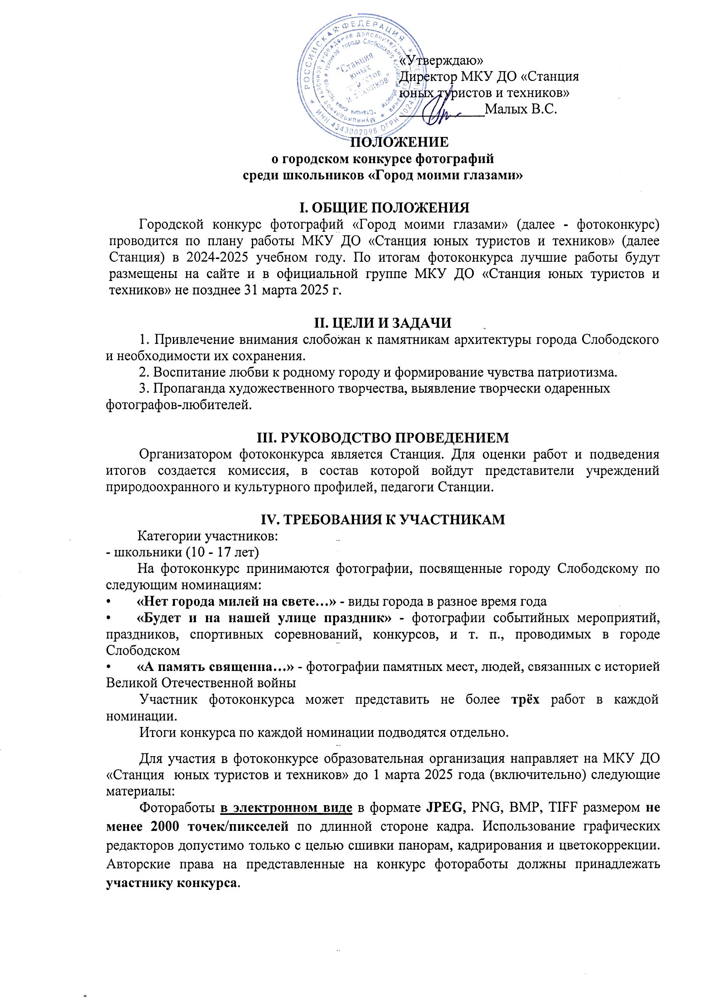 РОССИЙСКАЯ ФЕДЕРАЦИЯ
ИНН 4343002096 ОГРН
Муниципальное казенное учреждение дополнительного
"Станция юных туристов и техников" города Слободского Кировской области
"Станция
юных
туристов
и техников"
«Утверждаю»
Директор МКУ ДО «Станция
юных туристов и техников»
____________Малых В.С.
ПОЛОЖЕНИЕ
о городском конкурсе фотографий
среди школьников «Город моими глазами»
I. ОБЩИЕ ПОЛОЖЕНИЯ
Городской конкурс фотографий «Город моими глазами» (далее - фотоконкурс)
проводится по плану работы МКУ ДО «Станция юных туристов и техников» (далее
Станция) в 2024-2025 учебном году. По итогам фотоконкурса лучшие работы будут
размещены на сайте и в официальной группе МКУ ДО «Станция юных туристов и
техников» не позднее 31 марта 2025 г.
II. ЦЕЛИ И ЗАДАЧИ
1. Привлечение внимания слобожан к памятникам архитектуры города Слободского
и необходимости их сохранения.
2. Воспитание любви к родному городу и формирование чувства патриотизма.
3. Пропаганда художественного творчества, выявление творчески одаренных
фотографов-любителей.
III. РУКОВОДСТВО ПРОВЕДЕНИЕМ
Организатором фотоконкурса является Станция. Для оценки работ и подведения
итогов создается комиссия, в состав которой войдут представители учреждений
природоохранного и культурного профилей, педагоги Станции.
IV. ТРЕБОВАНИЯ К УЧАСТНИКАМ
Категории участников:
- школьники (10 - 17 лет)
На фотоконкурс принимаются фотографии, посвященные городу Слободскому по
следующим номинациям:
• «Нет города милей на свете…» - виды города в разное время года
• «Будет и на нашей улице праздник» - фотографии событийных мероприятий,
праздников, спортивных соревнований, конкурсов, и т. п., проводимых в городе
Слободском
• «А память священна…» - фотографии памятных мест, людей, связанных с историей
Великой Отечественной войны
Участник фотоконкурса может представить не более трёх работ в каждой
номинации.
Итоги конкурса по каждой номинации подводятся отдельно.
Для участия в фотоконкурсе образовательная организация направляет на МКУ ДО
«Станция юных туристов и техников» до 1 марта 2025 года (включительно) следующие
материалы:
Фотоработы в электронном виде в формате JPEG, PNG, BMP, TIFF размером не
менее 2000 точек/пикселей по длинной стороне кадра. Использование графических
редакторов допустимо только с целью сшивки панорам, кадрирования и цветокоррекции.
Авторские права на представленные на конкурс фотоработы должны принадлежать
участнику конкурса.